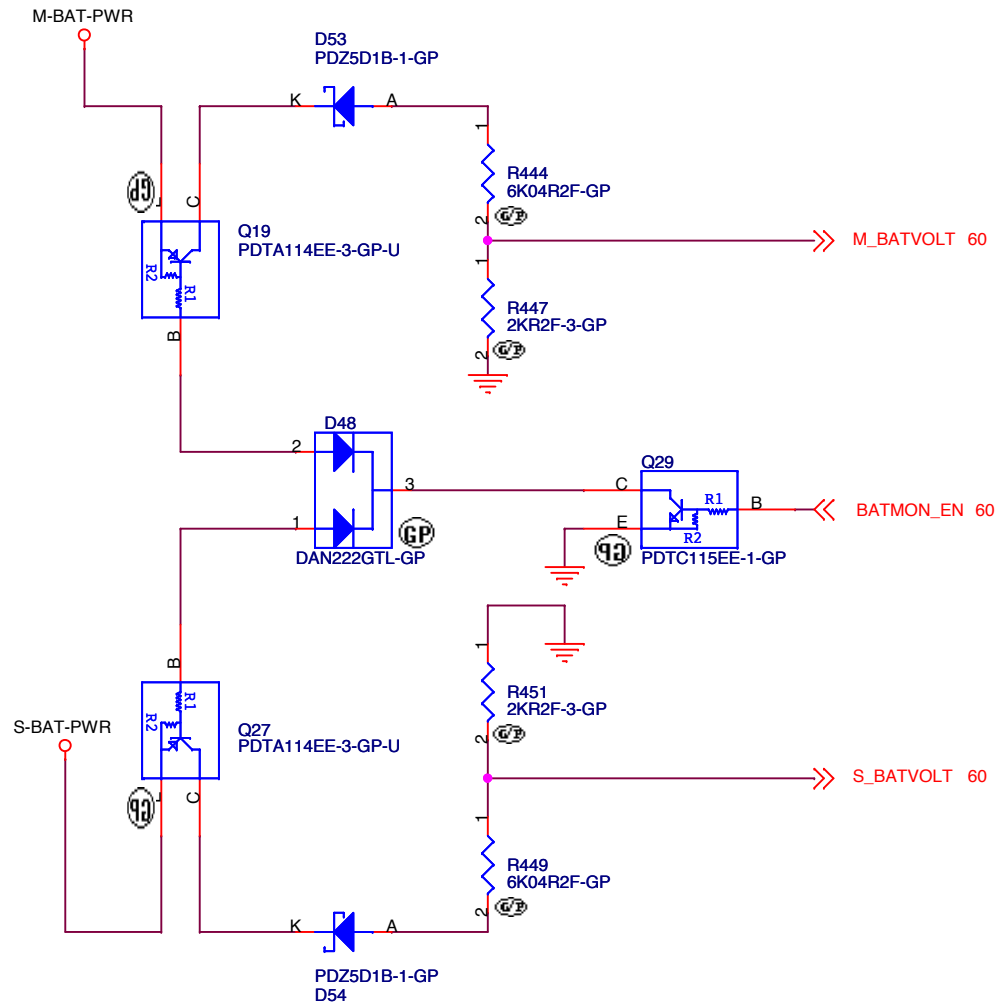 M-BAT-PWR
D53
PDZ5D1B-1-GP
K
A
1
R444
6K04R2F-GP
2
G/P
GP
C
Q19
PDTA114EE-3-GP-U
R2
R1
B
M_BATVOLT 60
1
R447
2KR2F-3-GP
2
G/P
D48
2
3
1
GP
DAN222GTL-GP
Q29
C
R1
B
E
R2
GP
PDTC115EE-1-GP
BATMON_EN 60
B
R1
R2
Q27
PDTA114EE-3-GP-U
S-BAT-PWR
GP
C
1
R451
2KR2F-3-GP
2
G/P
S_BATVOLT 60
1
R449
6K04R2F-GP
2
G/P
K
A
PDZ5D1B-1-GP
D54